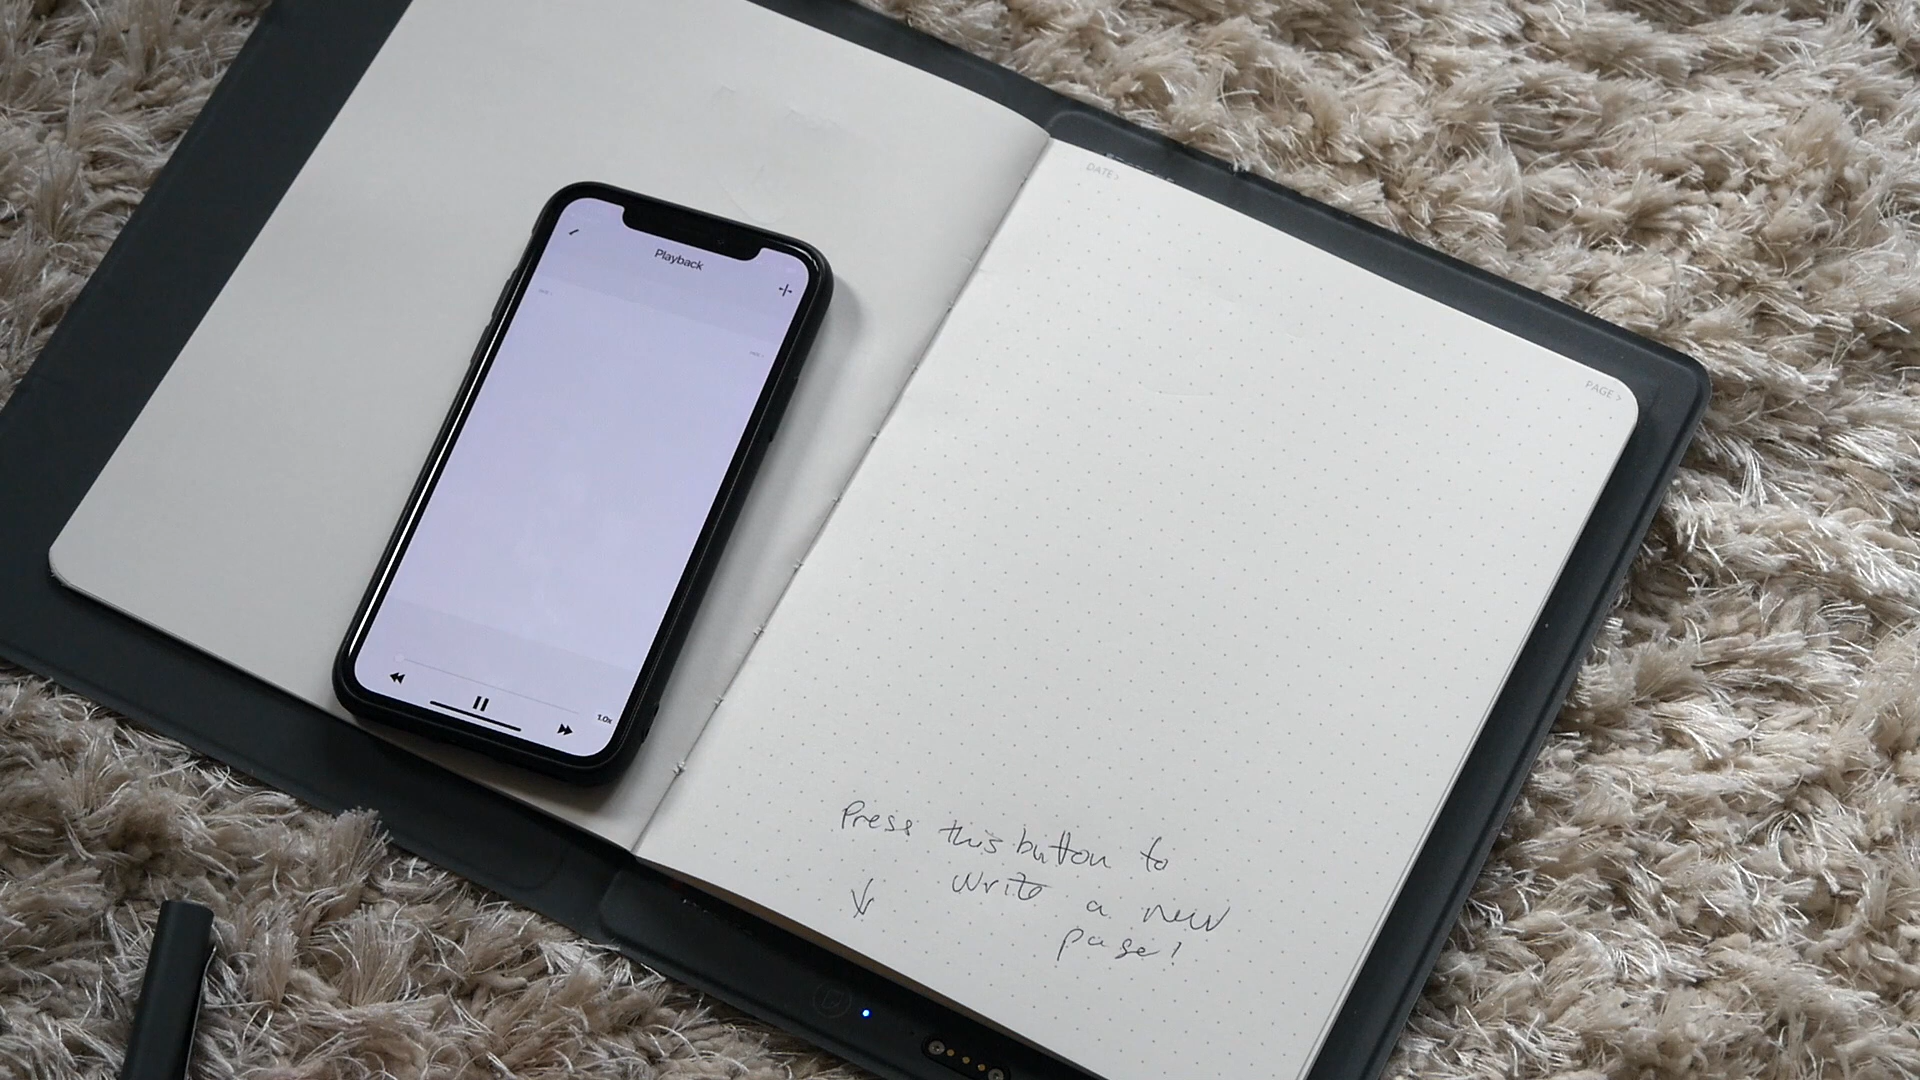 Playback
1.0x
DATE >
PAGE >
Press this button to
write a new
page!